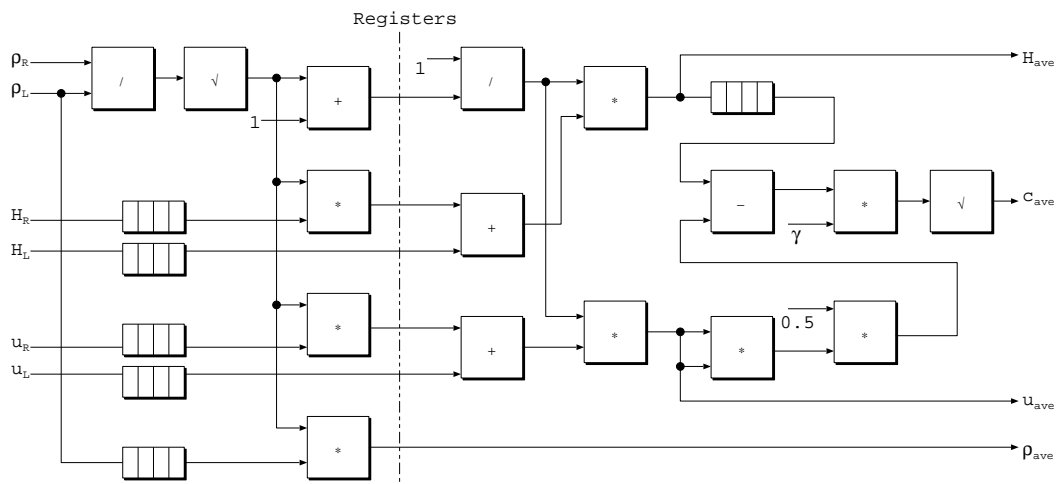 Registers
ρR
ρL
/
√
1
+
1
/
*
Have
HR
HL
*
+
−
γ
*
√
cave
uR
uL
*
+
*
*
0.5
*
uave
*
ρave